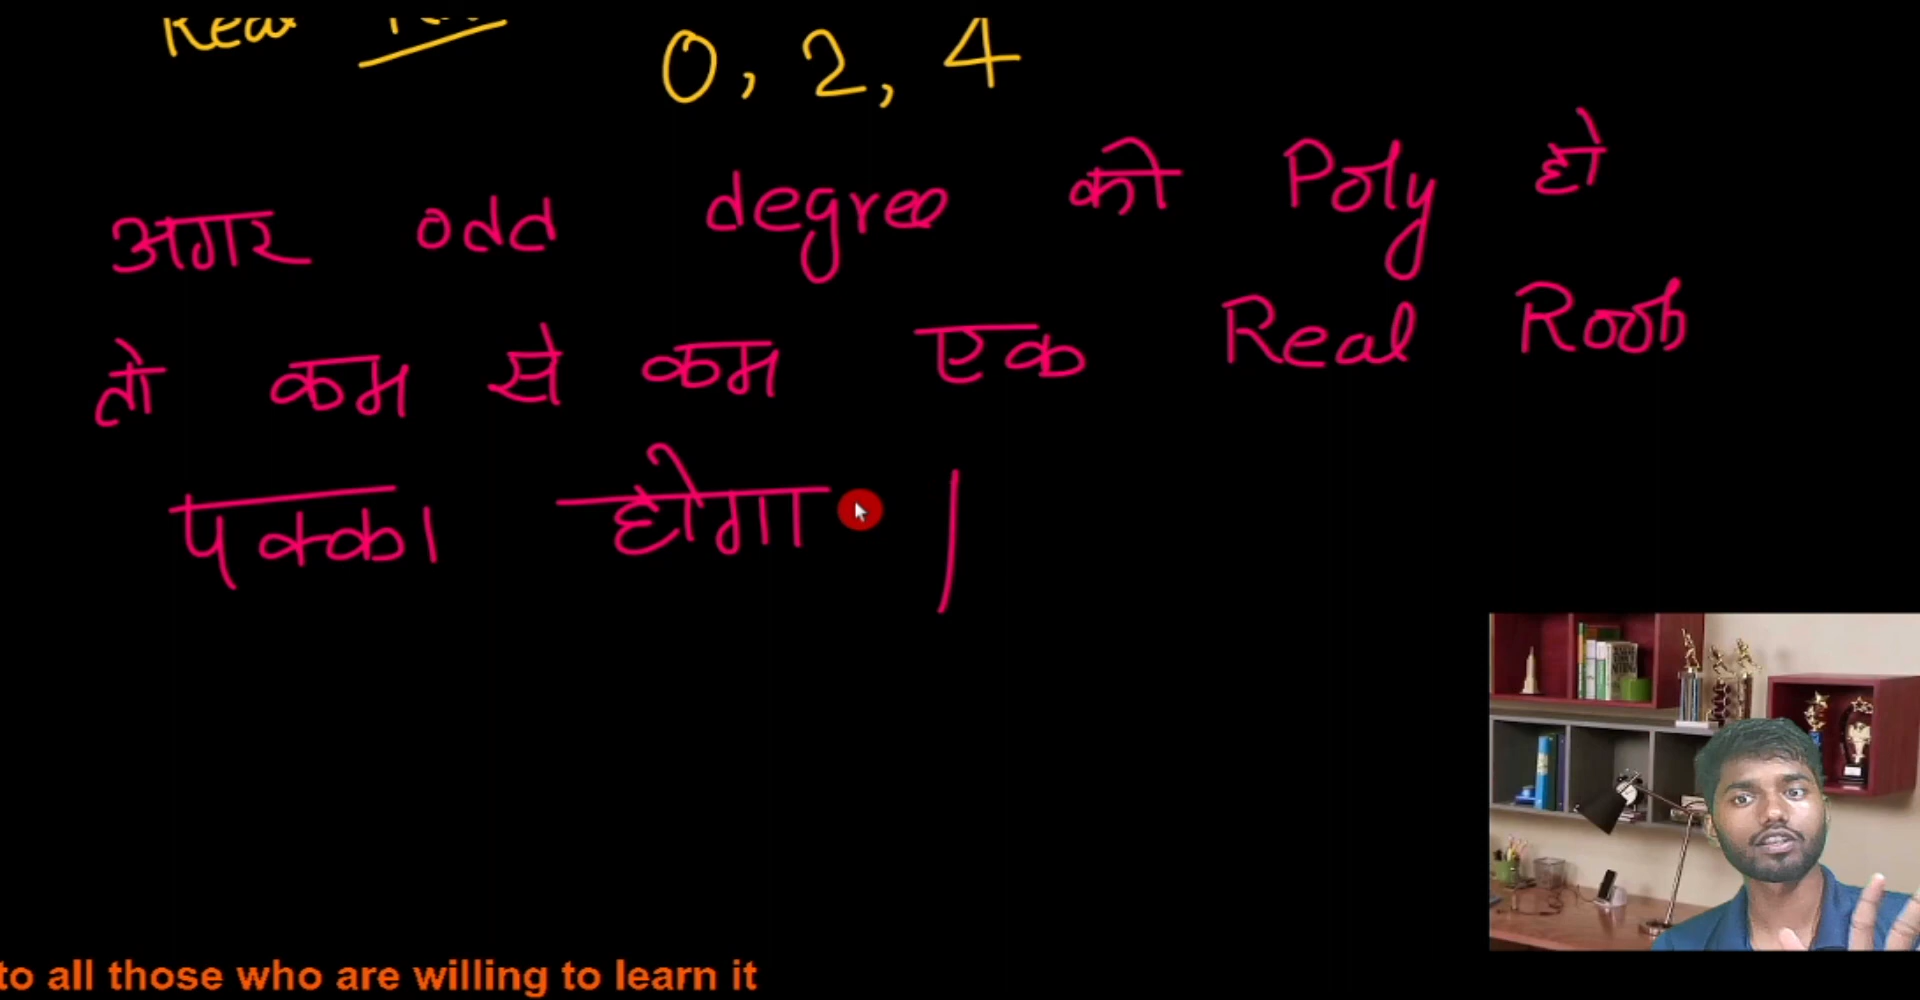 Real
0, 2, 4
अगर odd degree को Poly हो
तो कम से कम एक Real Root
पक्का होगा |
to all those who are willing to learn it